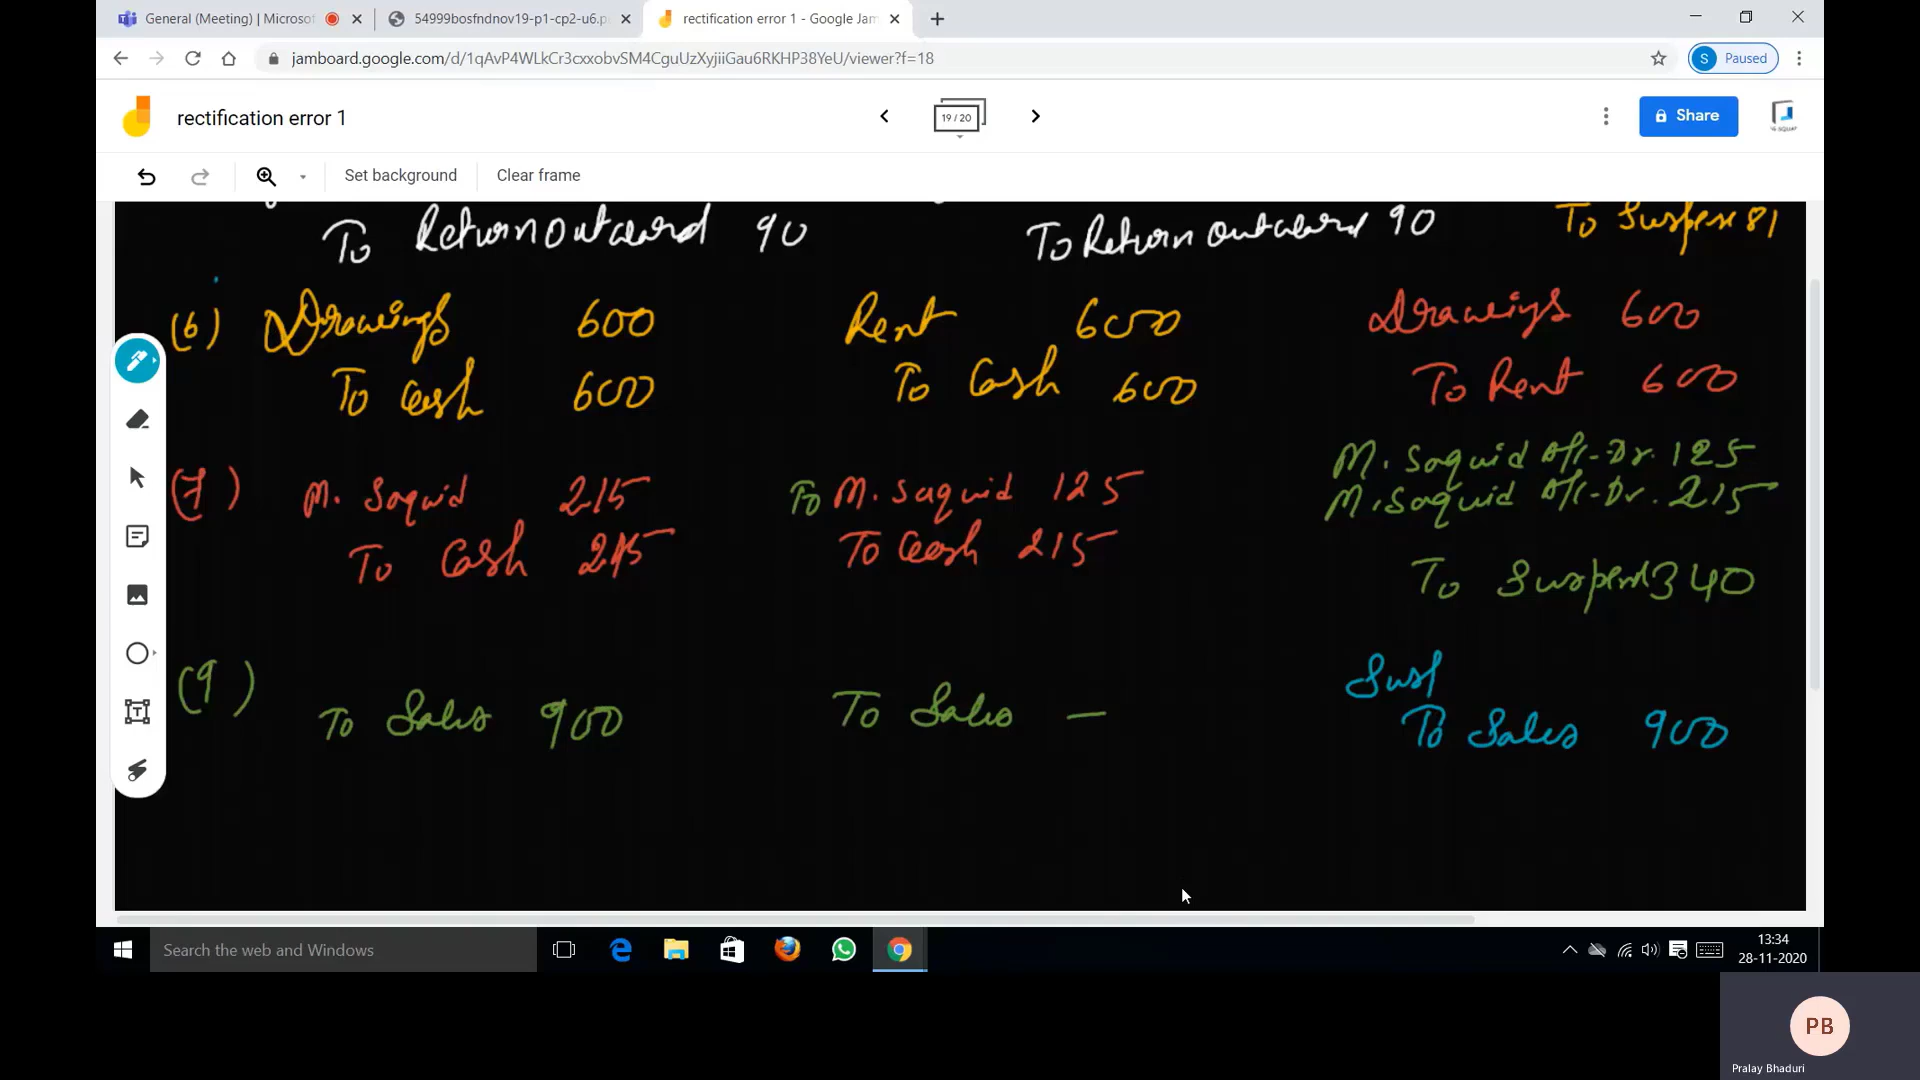 General (Meeting) | Microsof
54999bosfndnov19-p1-cp2-u6.p
rectification error 1 - Google Jam
jamboard.google.com/d/1qAvP4WLkCr3cxxobvSM4CguUzXyjiiGau6RKHP38YeU/viewer?f=18
S Paused
rectification error 1
19 / 20
Share
Set background
Clear frame
To Return Outward 90
To Return Outward 90
To Suspens 81
(6) Drawings 600
To Cash 600
Rent 600
To Cash 600
Drawings 600
To Rent 600
(7) M. Saquid 215
To Cash 215
To M. Saquid 125
To Cash 215
M. Saquid A/c-Dr. 125
M. Saquid A/c-Dr. 215
To Suspens 340
(9)
To Sales 900
To Sales —
Susp
To Sales 900
Search the web and Windows
13:34
28-11-2020
PB
Pralay Bhaduri